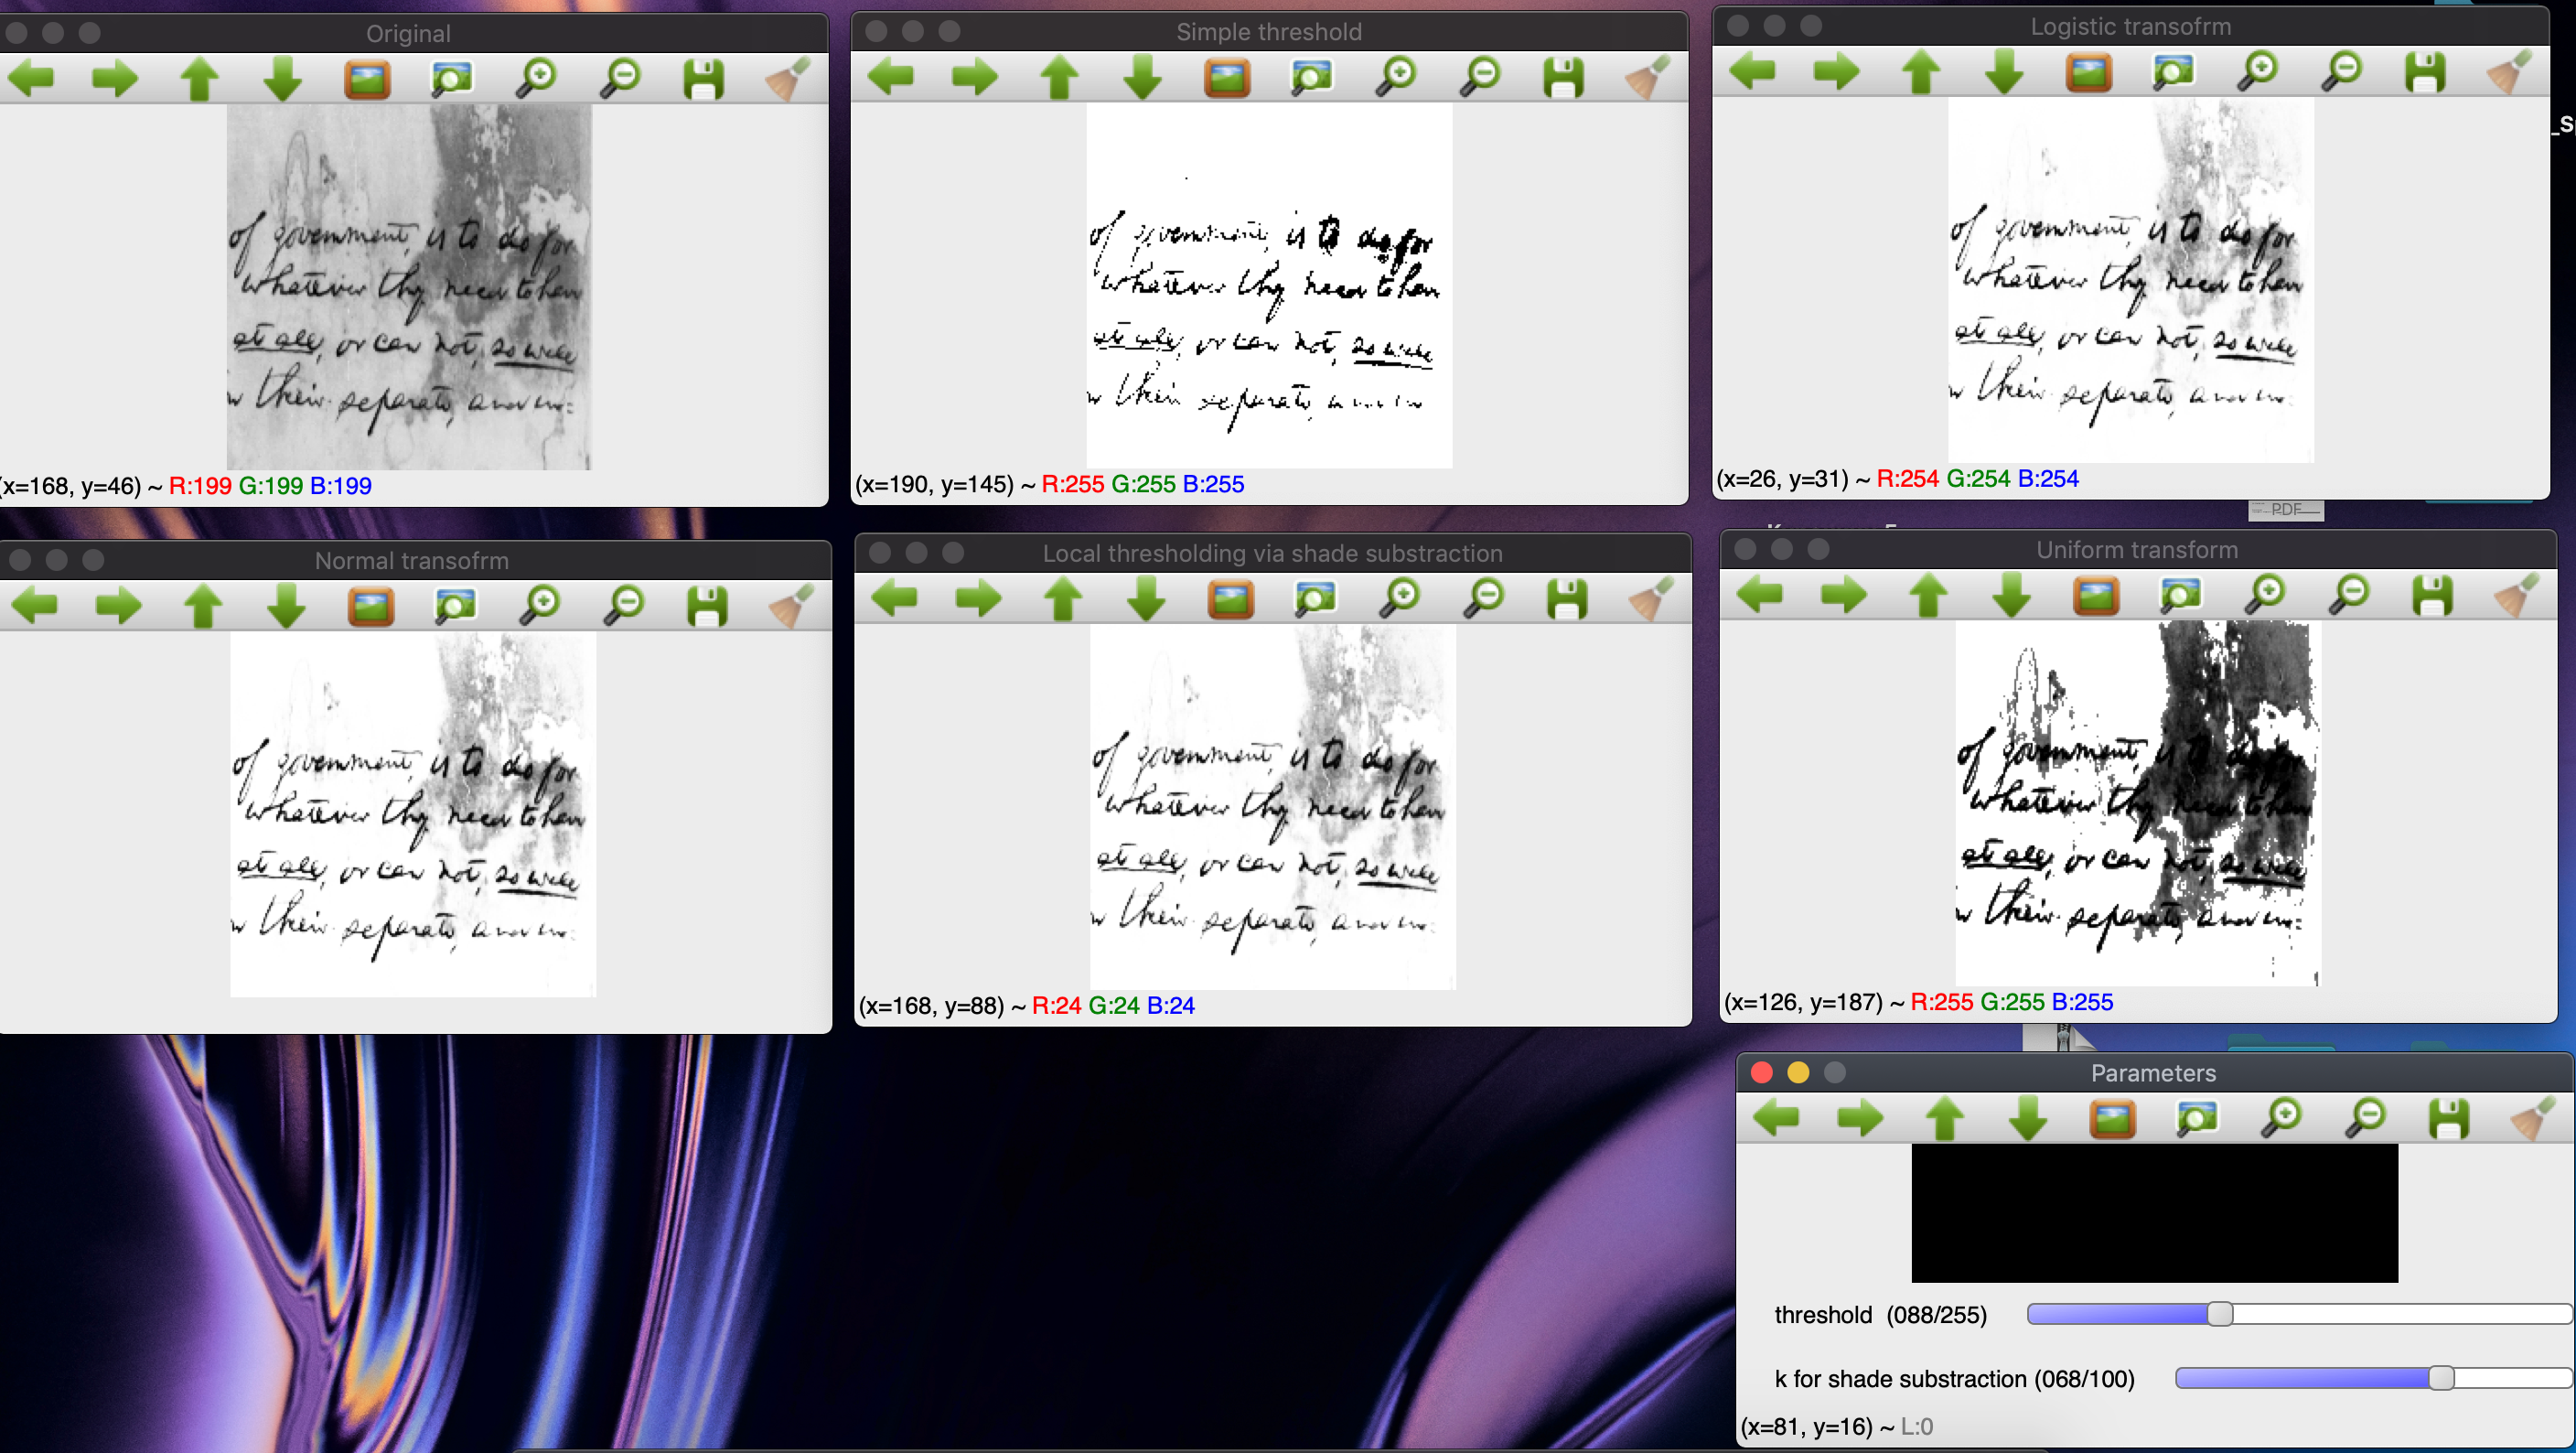 Original
(x=168, y=46) ~ R:199 G:199 B:199
of government, is to do for
whatever they need to have
at all, or can not, so well
in their separate, and in-
Simple threshold
of government, is to do for
whatever they need to have
at all, or can not, so well
in their separate, and in
(x=190, y=145) ~ R:255 G:255 B:255
Logistic transofrm
of government, is to do for
whatever they need to have
at all, or can not, so well
in their separate, and in-
(x=26, y=31) ~ R:254 G:254 B:254
_S
PDF
Normal transofrm
of government, is to do for
whatever they need to have
at all, or can not, so well
in their separate, and in-
Local thresholding via shade substraction
of government, is to do for
whatever they need to have
at all, or can not, so well
in their separate, and in-
(x=168, y=88) ~ R:24 G:24 B:24
Uniform transform
of government, is to do for
whatever they need to have
at all, or can not, so well
in their separate, and in-
(x=126, y=187) ~ R:255 G:255 B:255
Parameters
threshold (088/255)
k for shade substraction (068/100)
(x=81, y=16) ~ L:0